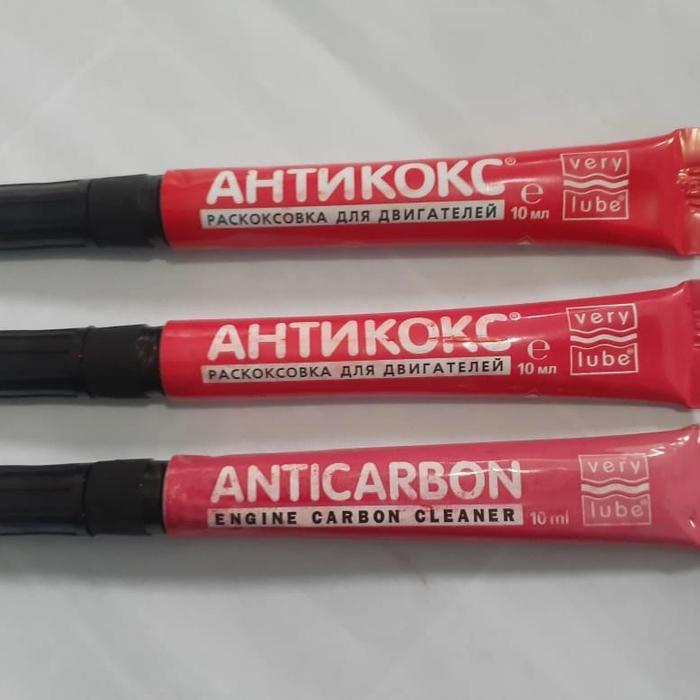 АНТИКОКС®
РАСКОКСОВКА ДЛЯ ДВИГАТЕЛЕЙ
℮
10 мл
very
lube®
АНТИКОКС®
РАСКОКСОВКА ДЛЯ ДВИГАТЕЛЕЙ
℮
10 мл
very
lube®
ANTICARBON
ENGINE CARBON CLEANER
10 ml
very
lube®